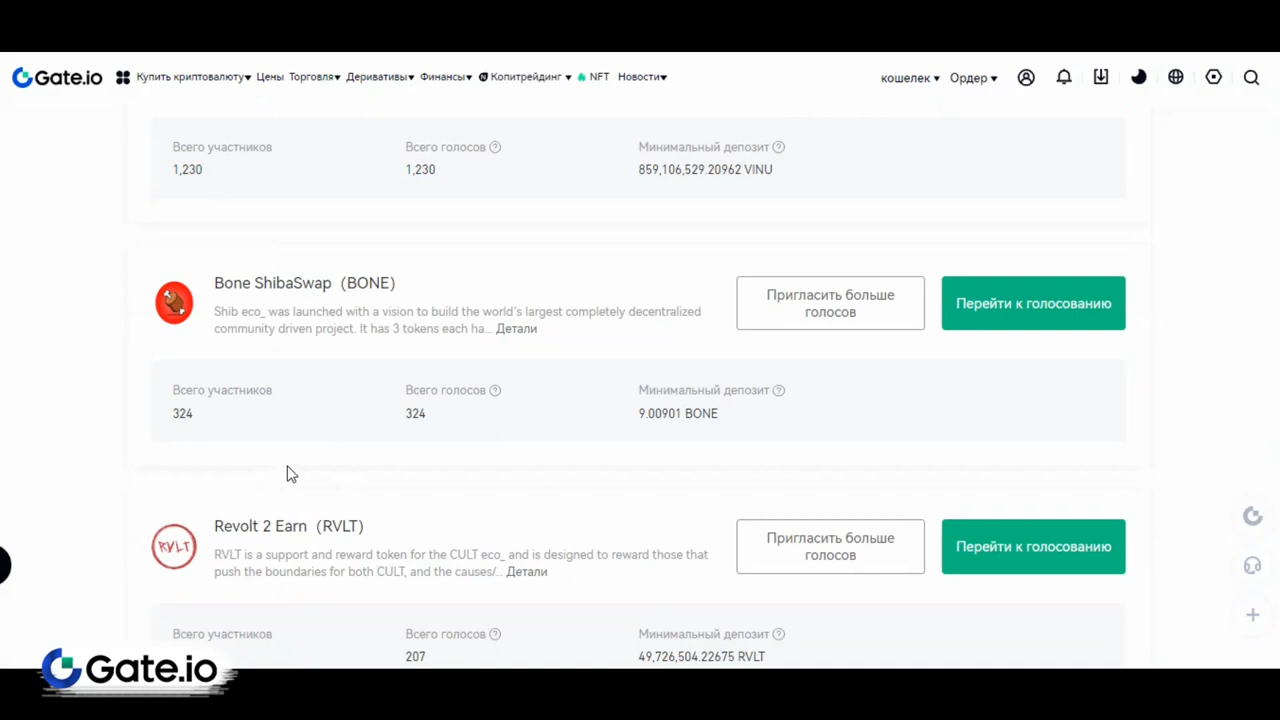 Gate.io
Купить криптовалюту Цены Торговля Деривативы Финансы Копитрейдинг NFT Новости
кошелек Ордер
Всего участников Всего голосов Минимальный депозит
1,230 1,230 859,106,529.20962 VINU
Bone ShibaSwap（BONE）
Shib eco_ was launched with a vision to build the world's largest completely decentralized
community driven project. It has 3 tokens each ha... Детали
Пригласить больше
голосов
Перейти к голосованию
Всего участников Всего голосов Минимальный депозит
324 324 9.00901 BONE
RVLT
Revolt 2 Earn（RVLT）
RVLT is a support and reward token for the CULT eco_ and is designed to reward those that
push the boundaries for both CULT, and the causes/... Детали
Пригласить больше
голосов
Перейти к голосованию
Всего участников Всего голосов Минимальный депозит
207 49,726,504.22675 RVLT
Gate.io